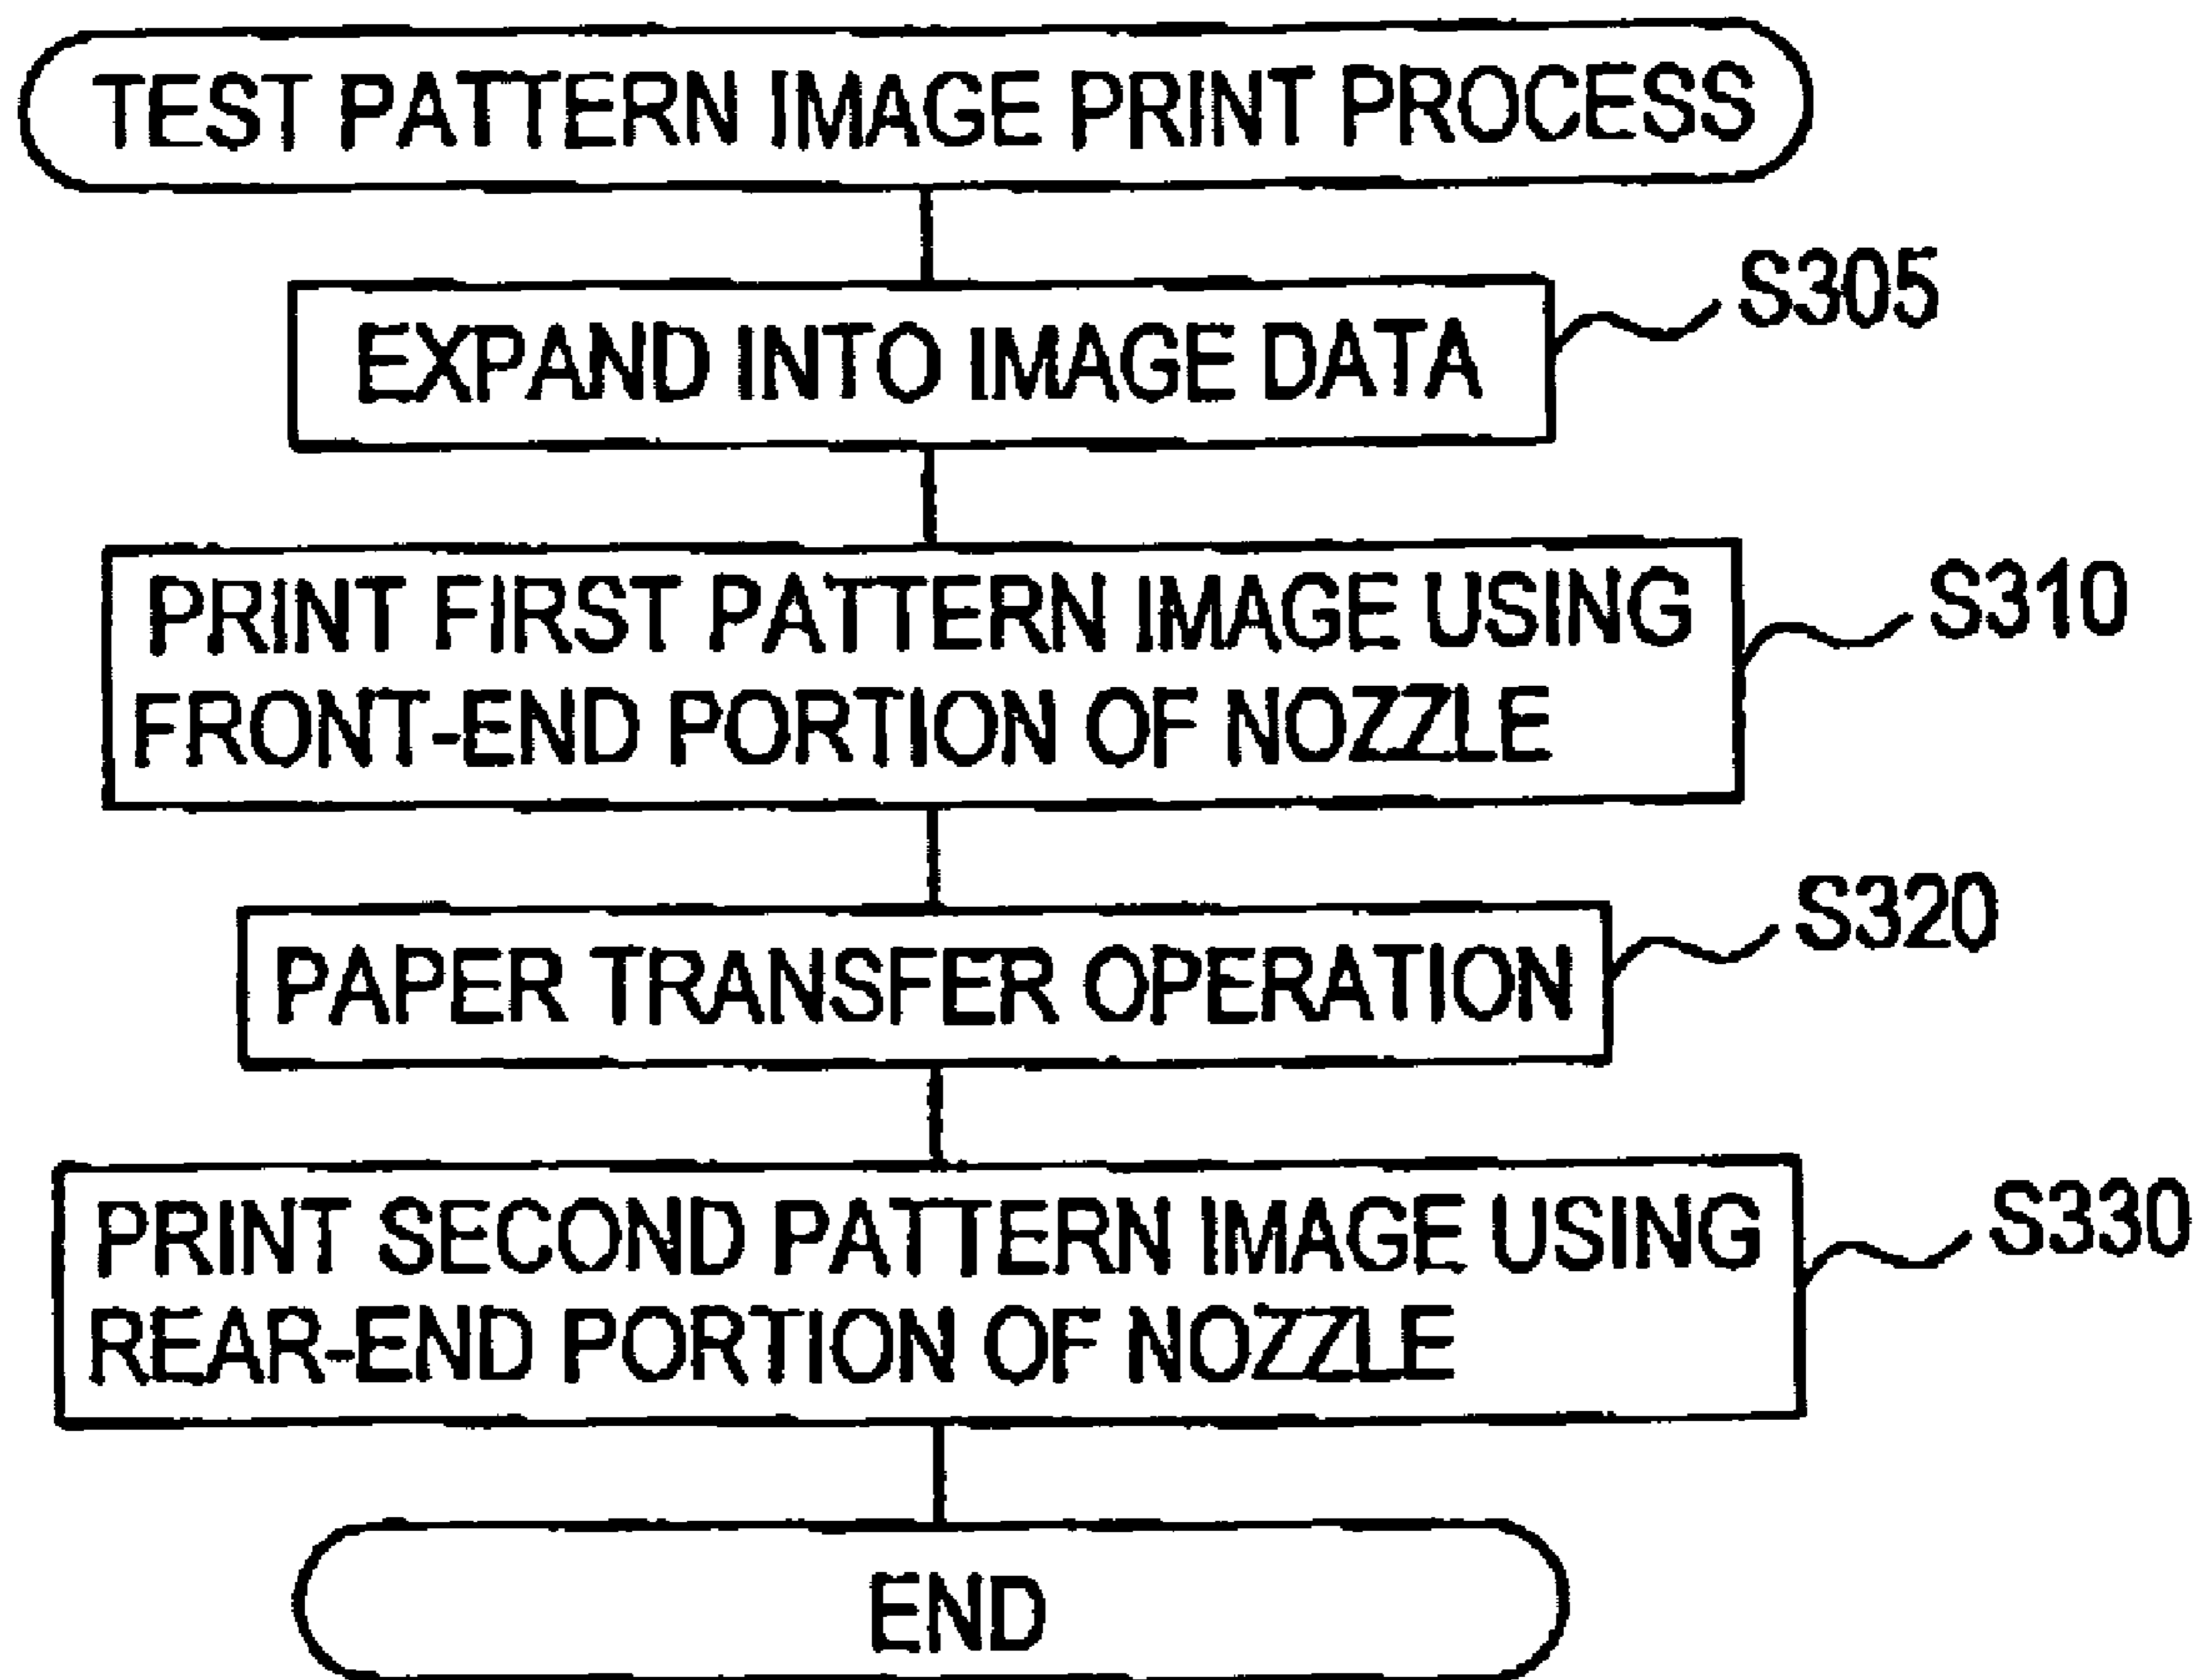 TEST PATTERN IMAGE PRINT PROCESS
EXPAND INTO IMAGE DATA
S305
PRINT FIRST PATTERN IMAGE USING
FRONT-END PORTION OF NOZZLE
S310
PAPER TRANSFER OPERATION
S320
PRINT SECOND PATTERN IMAGE USING
REAR-END PORTION OF NOZZLE
S330
END